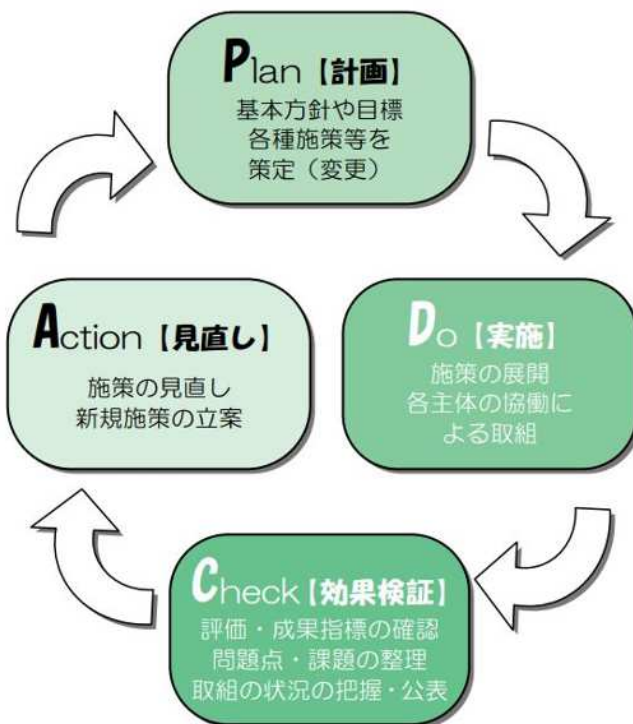 Plan【計画】
基本方針や目標
各種施策等を
策定（変更）
Action【見直し】
施策の見直し
新規施策の立案
Do【実施】
施策の展開
各主体の協働に
よる取組
Check【効果検証】
評価・成果指標の確認
問題点・課題の整理
取組の状況の把握・公表